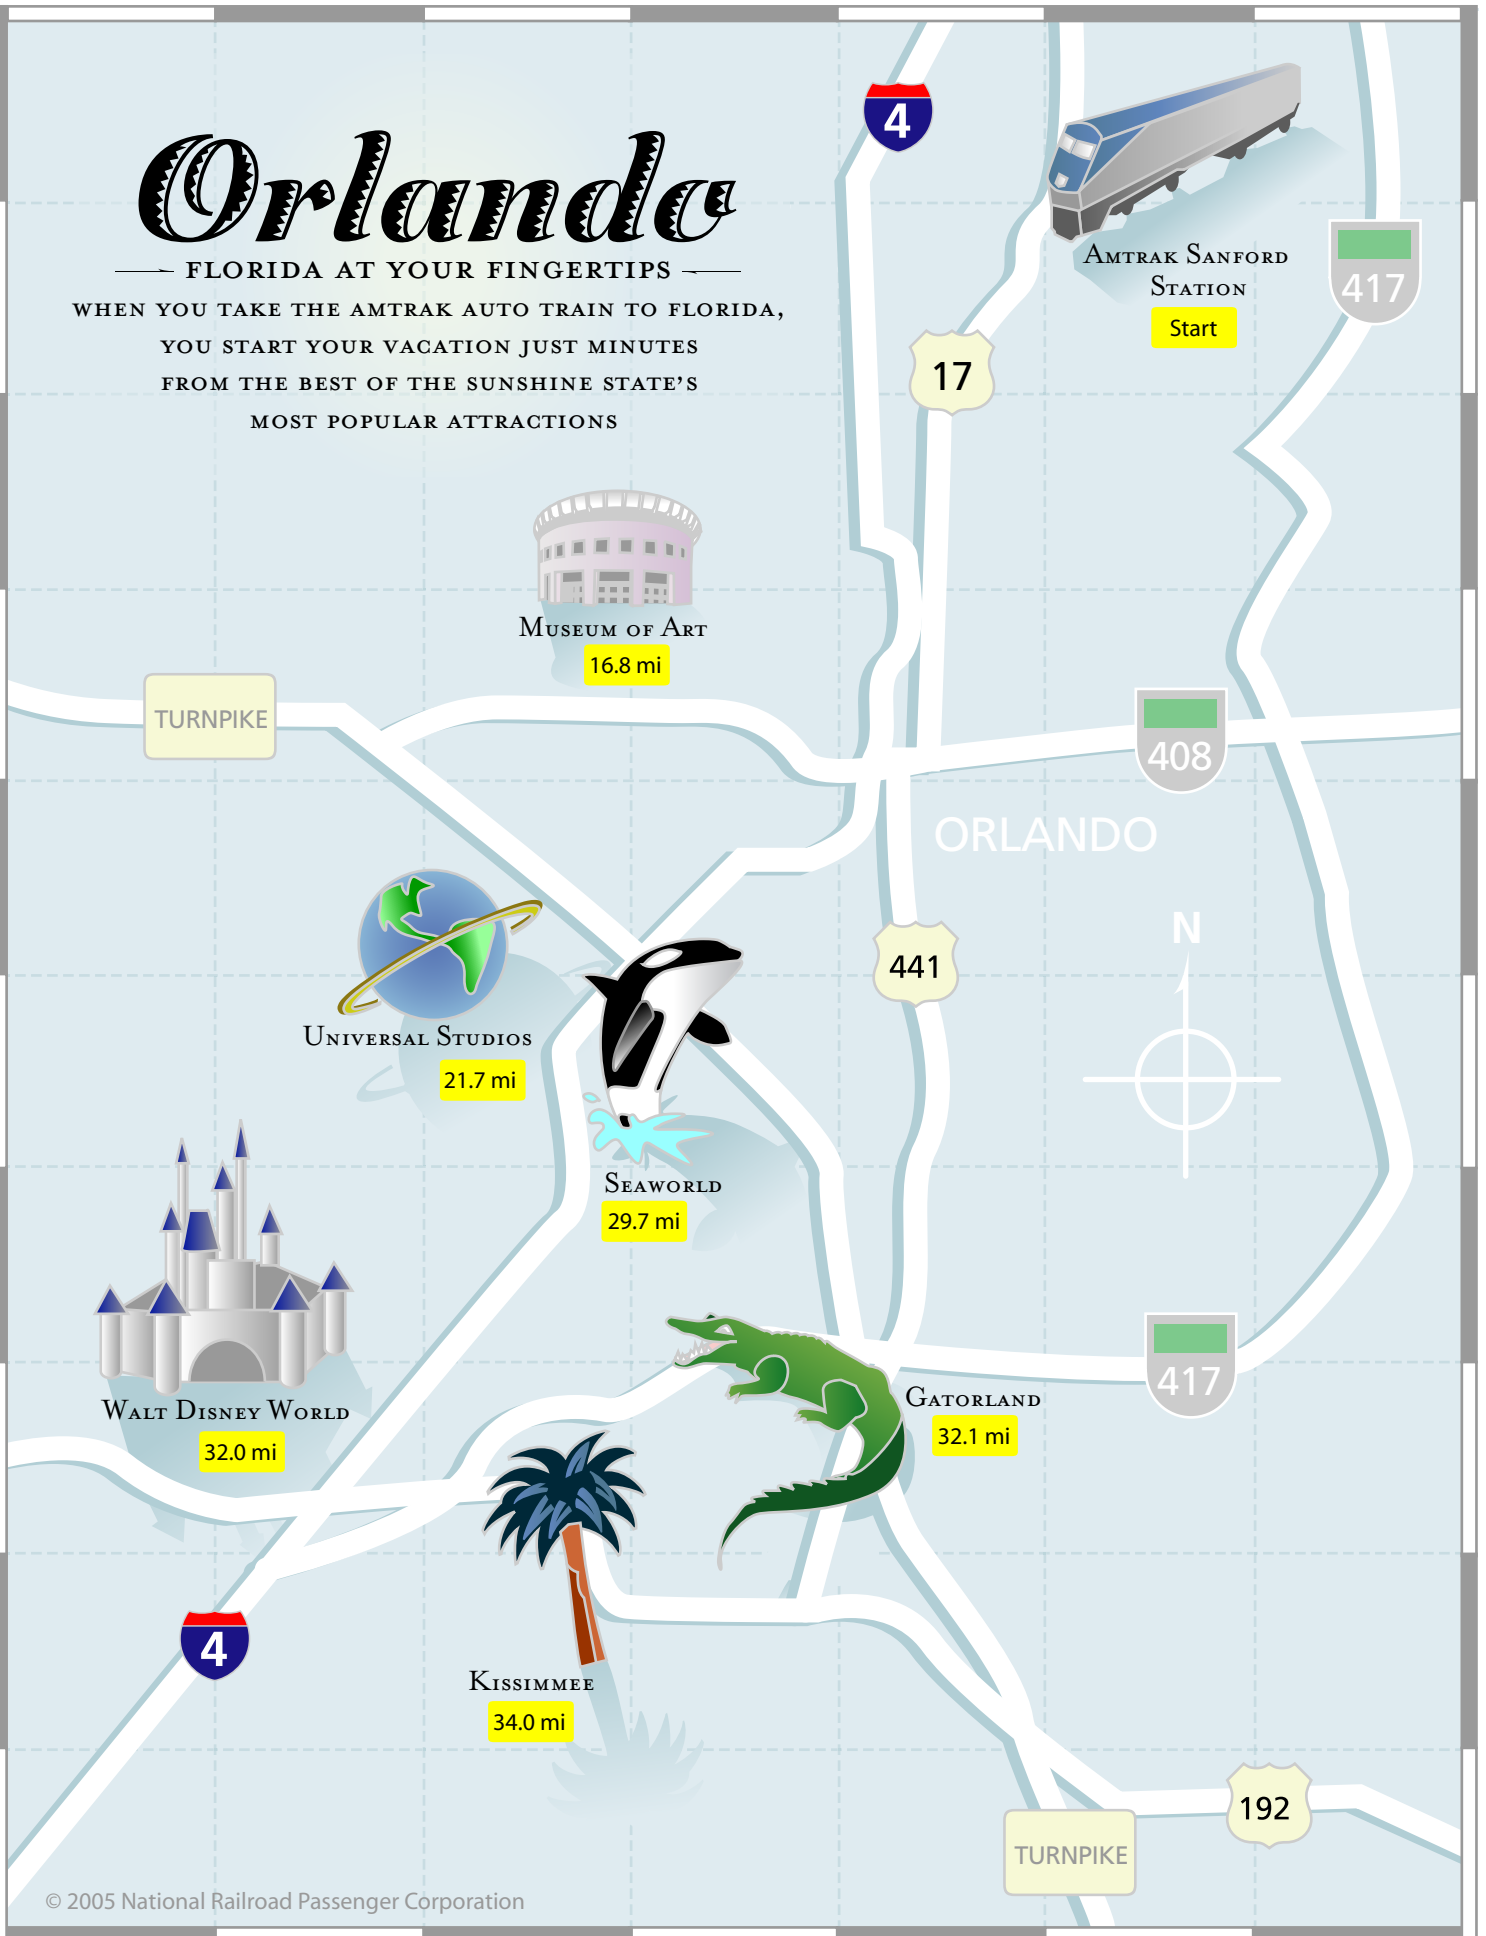 Orlando
FLORIDA AT YOUR FINGERTIPS
WHEN YOU TAKE THE AMTRAK AUTO TRAIN TO FLORIDA,
YOU START YOUR VACATION JUST MINUTES
FROM THE BEST OF THE SUNSHINE STATE'S
MOST POPULAR ATTRACTIONS
4
AMTRAK SANFORD
STATION
Start
417
17
MUSEUM OF ART
16.8 mi
TURNPIKE
408
ORLANDO
N
441
UNIVERSAL STUDIOS
21.7 mi
SEAWORLD
29.7 mi
WALT DISNEY WORLD
32.0 mi
GATORLAND
32.1 mi
417
4
KISSIMMEE
34.0 mi
192
TURNPIKE
© 2005 National Railroad Passenger Corporation